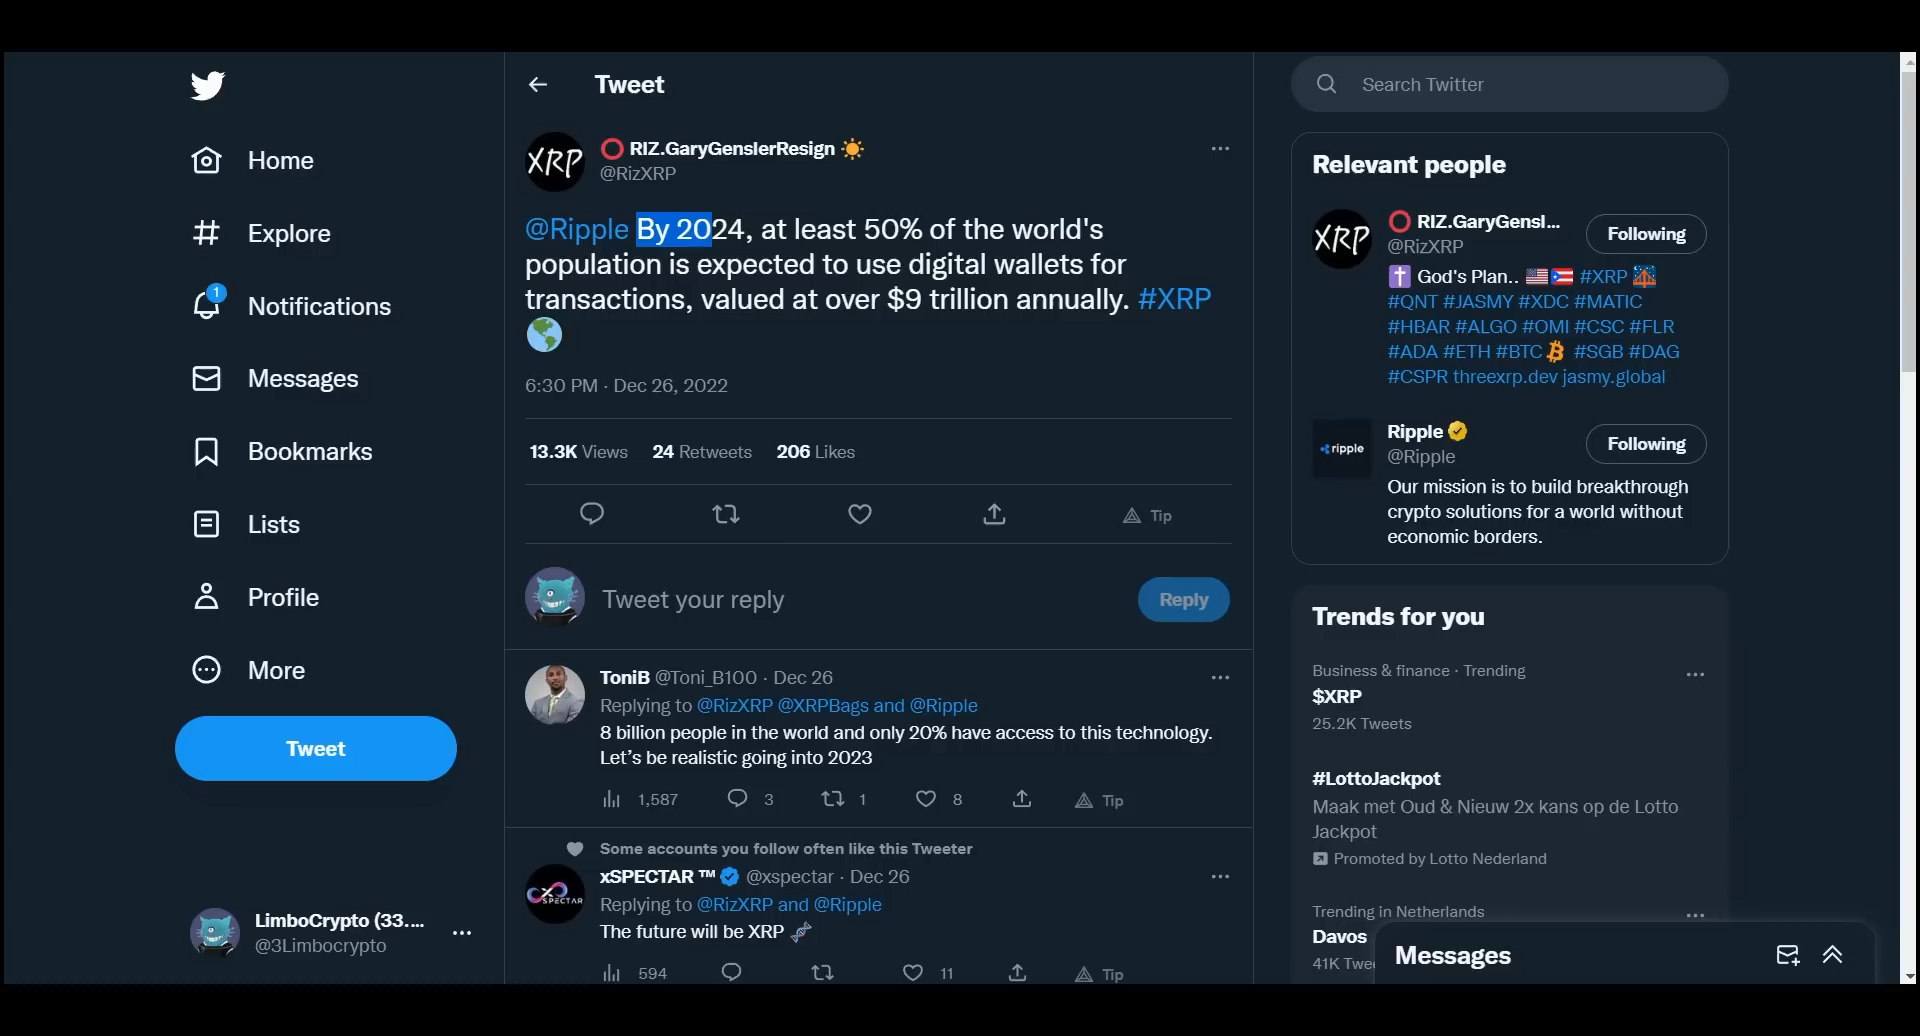 Home
Explore
1
Notifications
Messages
Bookmarks
Lists
Profile
More
Tweet
LimboCrypto (33....
@3Limbocrypto
Tweet
XRP
RIZ.GaryGenslerResign
@RizXRP
@Ripple By 2024, at least 50% of the world's
population is expected to use digital wallets for
transactions, valued at over $9 trillion annually. #XRP
6:30 PM · Dec 26, 2022
13.3K Views 24 Retweets 206 Likes
Tip
Tweet your reply
Reply
ToniB @Toni_B100 · Dec 26
Replying to @RizXRP @XRPBags and @Ripple
8 billion people in the world and only 20% have access to this technology.
Let’s be realistic going into 2023
1,587 3 1 8 Tip
Some accounts you follow often like this Tweeter
SPECTAR
xSPECTAR ™ @xspectar · Dec 26
Replying to @RizXRP and @Ripple
The future will be XRP
594 11 Tip
Search Twitter
Relevant people
XRP
RIZ.GaryGensl...
Following
@RizXRP
God's Plan.. #XRP
#QNT #JASMY #XDC #MATIC
#HBAR #ALGO #OMI #CSC #FLR
#ADA #ETH #BTC #SGB #DAG
#CSPR threexrp.dev jasmy.global
ripple
Ripple
Following
@Ripple
Our mission is to build breakthrough
crypto solutions for a world without
economic borders.
Trends for you
Business & finance · Trending
$XRP
25.2K Tweets
#LottoJackpot
Maak met Oud & Nieuw 2x kans op de Lotto
Jackpot
Promoted by Lotto Nederland
Trending in Netherlands
Davos
41K Twe
Messages